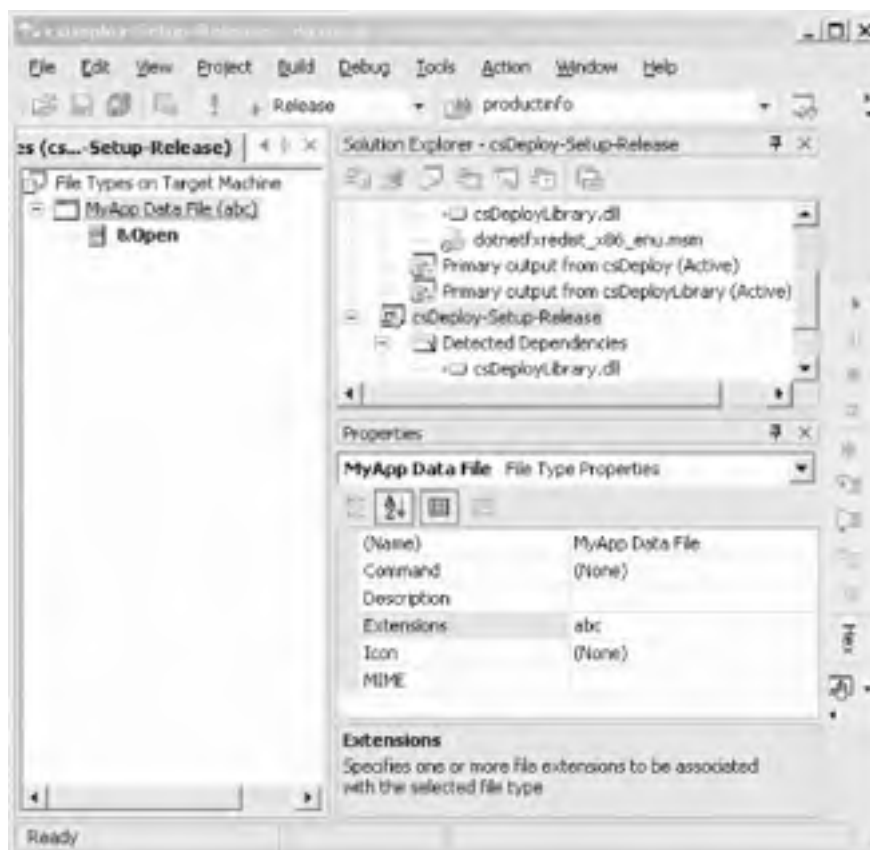 File Edit View Project Build Debug Tools Action Window Help
Release productinfo
es (cs...-Setup-Release)
File Types on Target Machine
MyApp Data File (abc)
&Open
Solution Explorer - csDeploy-Setup-Release
csDeployLibrary.dll
dotnetfxredist_x86_enu.msm
Primary output from csDeploy (Active)
Primary output from csDeployLibrary (Active)
csDeploy-Setup-Release
Detected Dependencies
csDeployLibrary.dll
Properties
MyApp Data File File Type Properties
(Name) MyApp Data File
Command (None)
Description
Extensions abc
Icon (None)
MIME
Extensions
Specifies one or more file extensions to be associated
with the selected file type
Hex
Ready